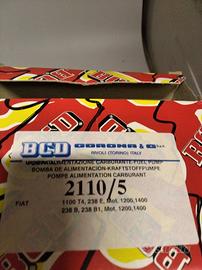 BCD CORONA & C. S.p.A.
RIVOLI (TORINO) ITALY
POMPA ALIMENTAZIONE CARBURANTE-FUEL PUMP
BOMBA DE ALIMENTACION-KRAFTSTOFFPUMPE
POMPE ALIMENTATION CARBURANT
2110/5
FIAT
1100 T4, 238 E, Mot. 1200,1400
238 B, 238 B1, Mot. 1200,1400